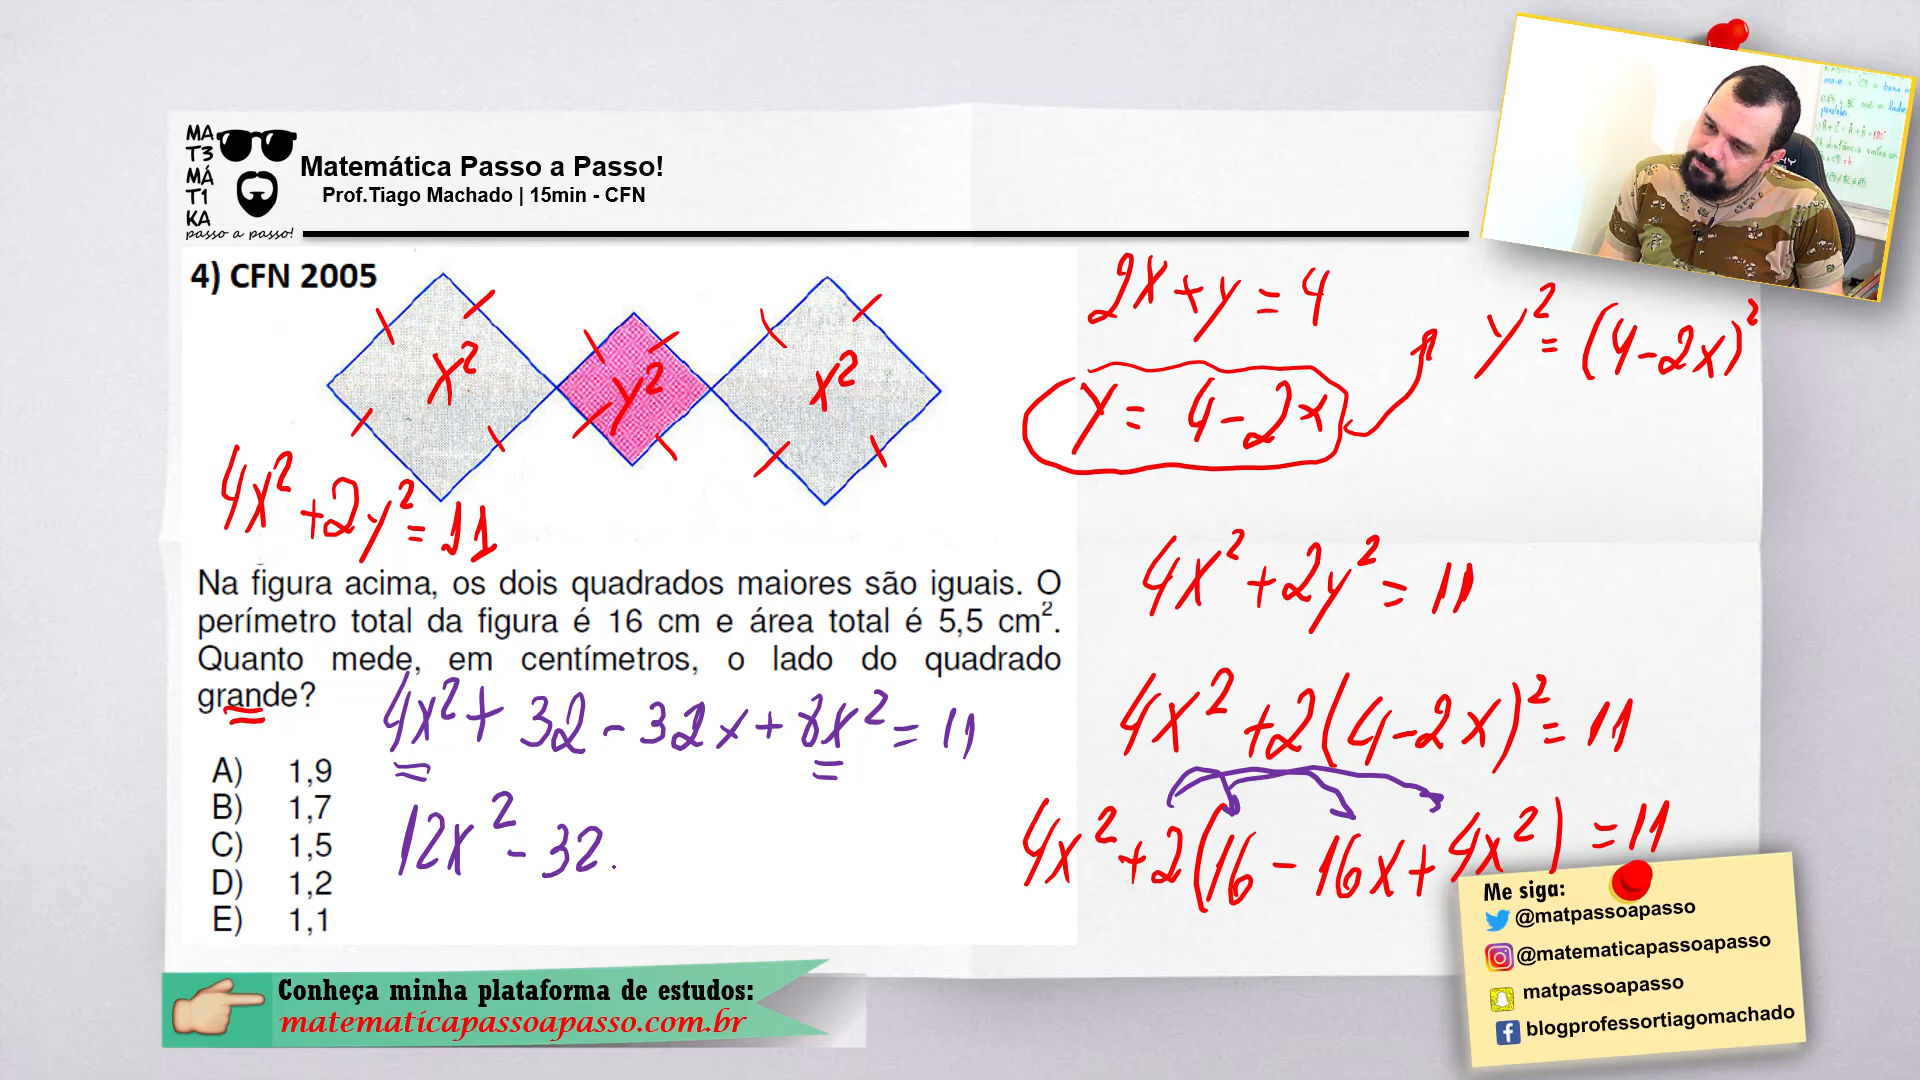 MA
T3
MÁ
T1
KA
passo a passo!
Matemática Passo a Passo!
Prof.Tiago Machado | 15min - CFN
4) CFN 2005
x²
y²
x²
4x² + 2y² = 11
Na figura acima, os dois quadrados maiores são iguais. O
perímetro total da figura é 16 cm e área total é 5,5 cm².
Quanto mede, em centímetros, o lado do quadrado
grande?
4x² + 32 - 32x + 8x² = 11
12x² - 32.
A) 1,9
B) 1,7
C) 1,5
D) 1,2
E) 1,1
2x + y = 4
y = 4 - 2x
y² = (4 - 2x)²
4x² + 2y² = 11
4x² + 2(4 - 2x)² = 11
4x² + 2(16 - 16x + 4x²) = 11
Me siga:
@matpassoapasso
@matematicapassoapasso
matpassoapasso
blogprofessortiagomachado
Conheça minha plataforma de estudos:
matematicapassoapasso.com.br